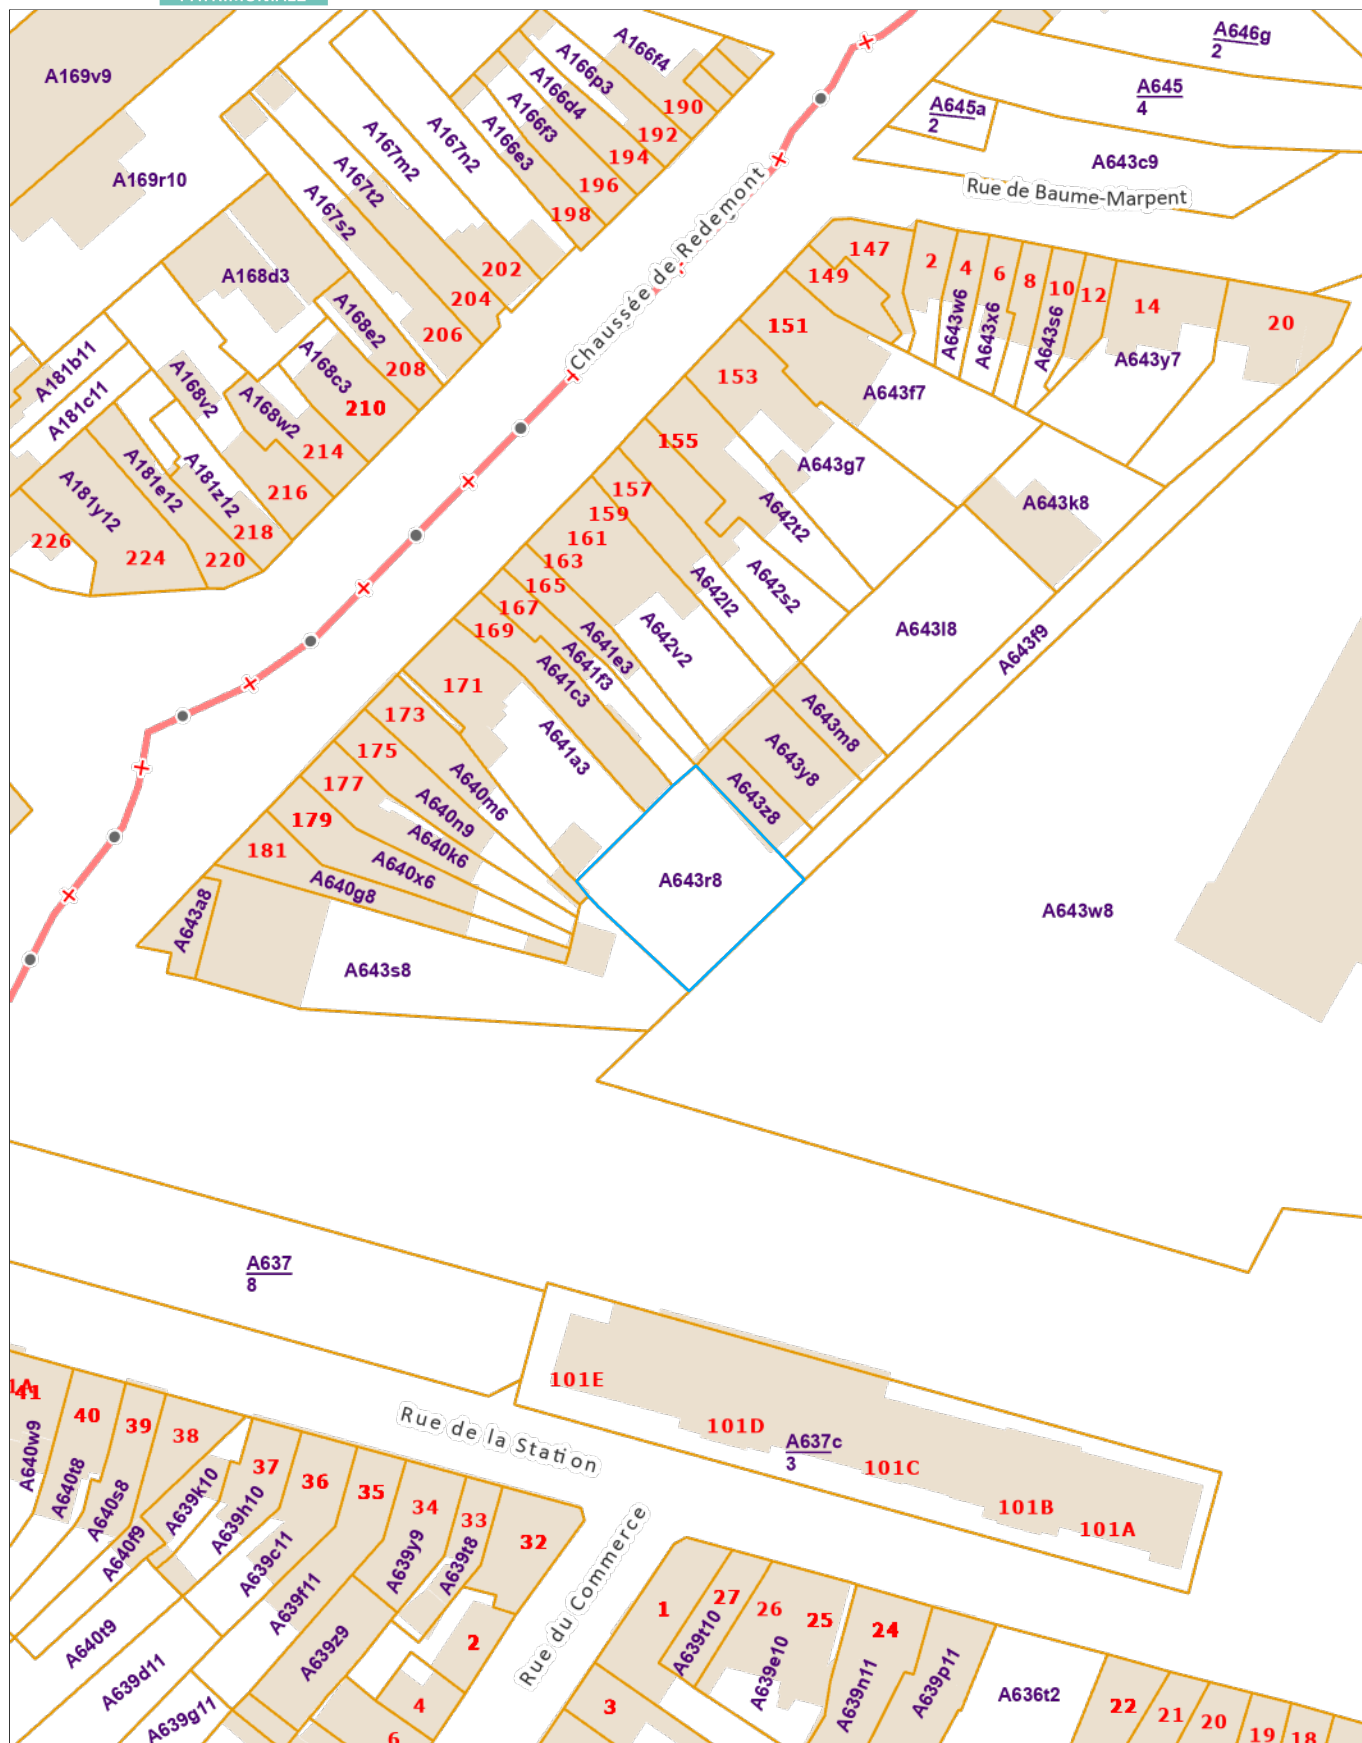 A169v9
A169r10
A166f4
A166p3
A166d4
A166f3
A166e3
190
192
194
196
198
A167n2
A167m2
A167t2
A167s2
202
204
206
A168d3
A168e2
208
A168c3
210
A168v2
A168w2
214
216
A181b11
A181c11
A181y12
A181e12
A181z12
218
220
224
226
Chaussée de Redemont
A646g
2
A645
4
A645a
2
A643c9
Rue de Baume-Marpent
147
149
151
153
155
157
159
161
163
165
167
169
171
173
175
177
179
181
2
4
6
8
10
12
14
20
A643w6
A643x6
A643s6
A643y7
A643f7
A643g7
A643k8
A642t2
A642s2
A642l2
A642v2
A643l8
A643f9
A641e3
A641f3
A641c3
A641a3
A643m8
A643y8
A643z8
A640m6
A640n9
A640k6
A640x6
A640g8
A643a8
A643s8
A643r8
A643w8
A637
8
101E
101D
A637c
3
101C
101B
101A
Rue de la Station
Rue du Commerce
41
40
39
38
37
36
35
34
33
32
A640w9
A640t8
A640s8
A640f9
A639k10
A639h10
A639c11
A639f11
A639y9
A639t8
A639z9
A640t9
A639d11
A639g11
2
4
6
1
3
27
26
25
24
A639t10
A639e10
A639n11
A639p11
A636t2
22
21
20
19
18